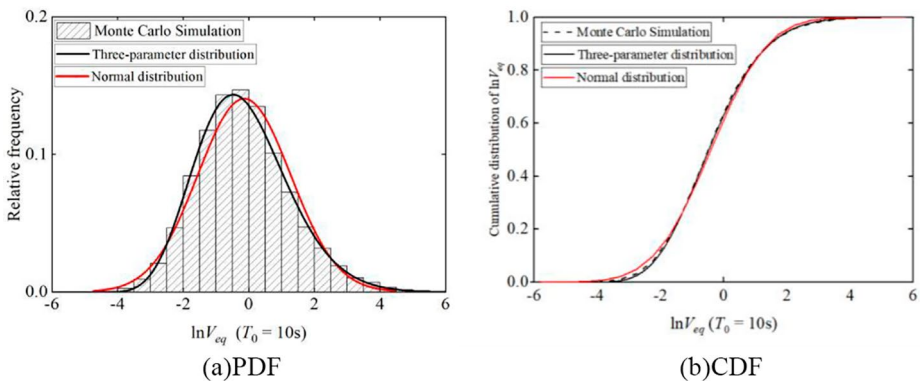 0.2
Monte Carlo Simulation
Three-parameter distribution
Normal distribution
Relative frequency
0.1
0.0
-6 -4 -2 0 2 4 6
lnVeq (T0 = 10s)
(a)PDF
1.0
Monte Carlo Simulation
Three-parameter distribution
Normal distribution
Cumulative distribution of lnVeq
0.8
0.6
0.4
0.2
0.0
-6 -4 -2 0 2 4 6
lnVeq (T0 = 10s)
(b)CDF